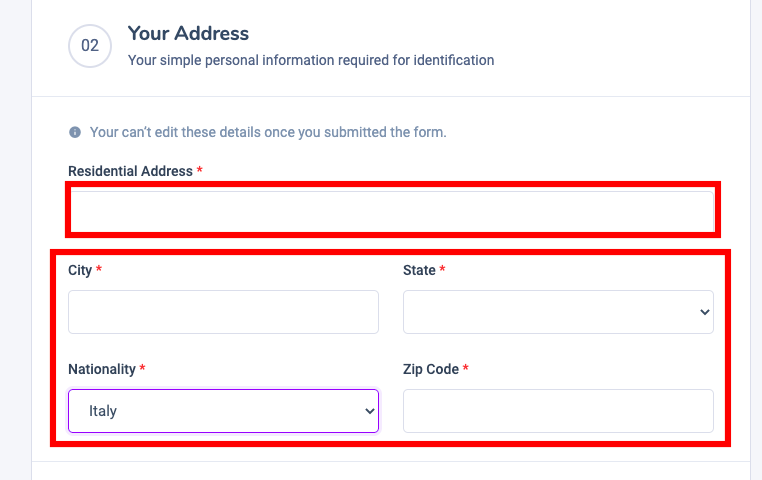 02
Your Address
Your simple personal information required for identification
Your can't edit these details once you submitted the form.
Residential Address *
City *
State *
Nationality *
Zip Code *
Italy